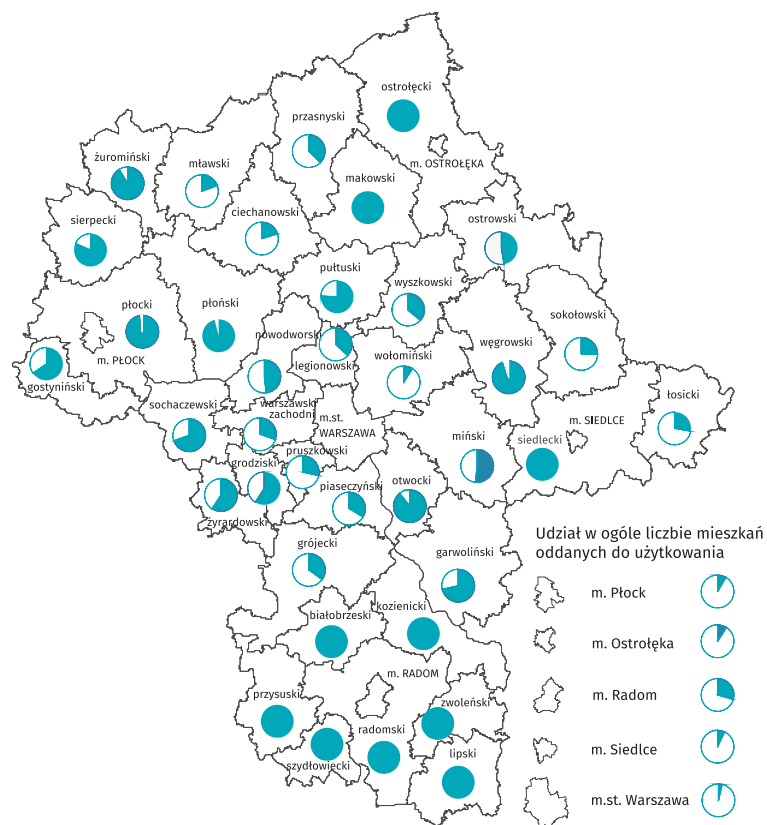 ostrołęcki
przasnyski
m. OSTROŁĘKA
żuromiński
mławski
makowski
ciechanowski
sierpecki
ostrowski
pułtuski
wyszkowski
płocki
płoński
sokołowski
nowodworski
węgrowski
m. PŁOCK
legionowski
wołomiński
gostyniński
łosicki
sochaczewski
warszawski
zachodni
m.st.
WARSZAWA
m. SIEDLCE
miński
siedlecki
pruszkowski
grodziski
otwocki
piaseczyński
żyrardowski
Udział w ogóle liczbie mieszkań
oddanych do użytkowania
grójecki
garwoliński
m. Płock
białobrzeski
kozienicki
m. Ostrołęka
m. RADOM
przysuski
m. Radom
zwoleński
radomski
szydłowiecki
lipski
m. Siedlce
m.st. Warszawa